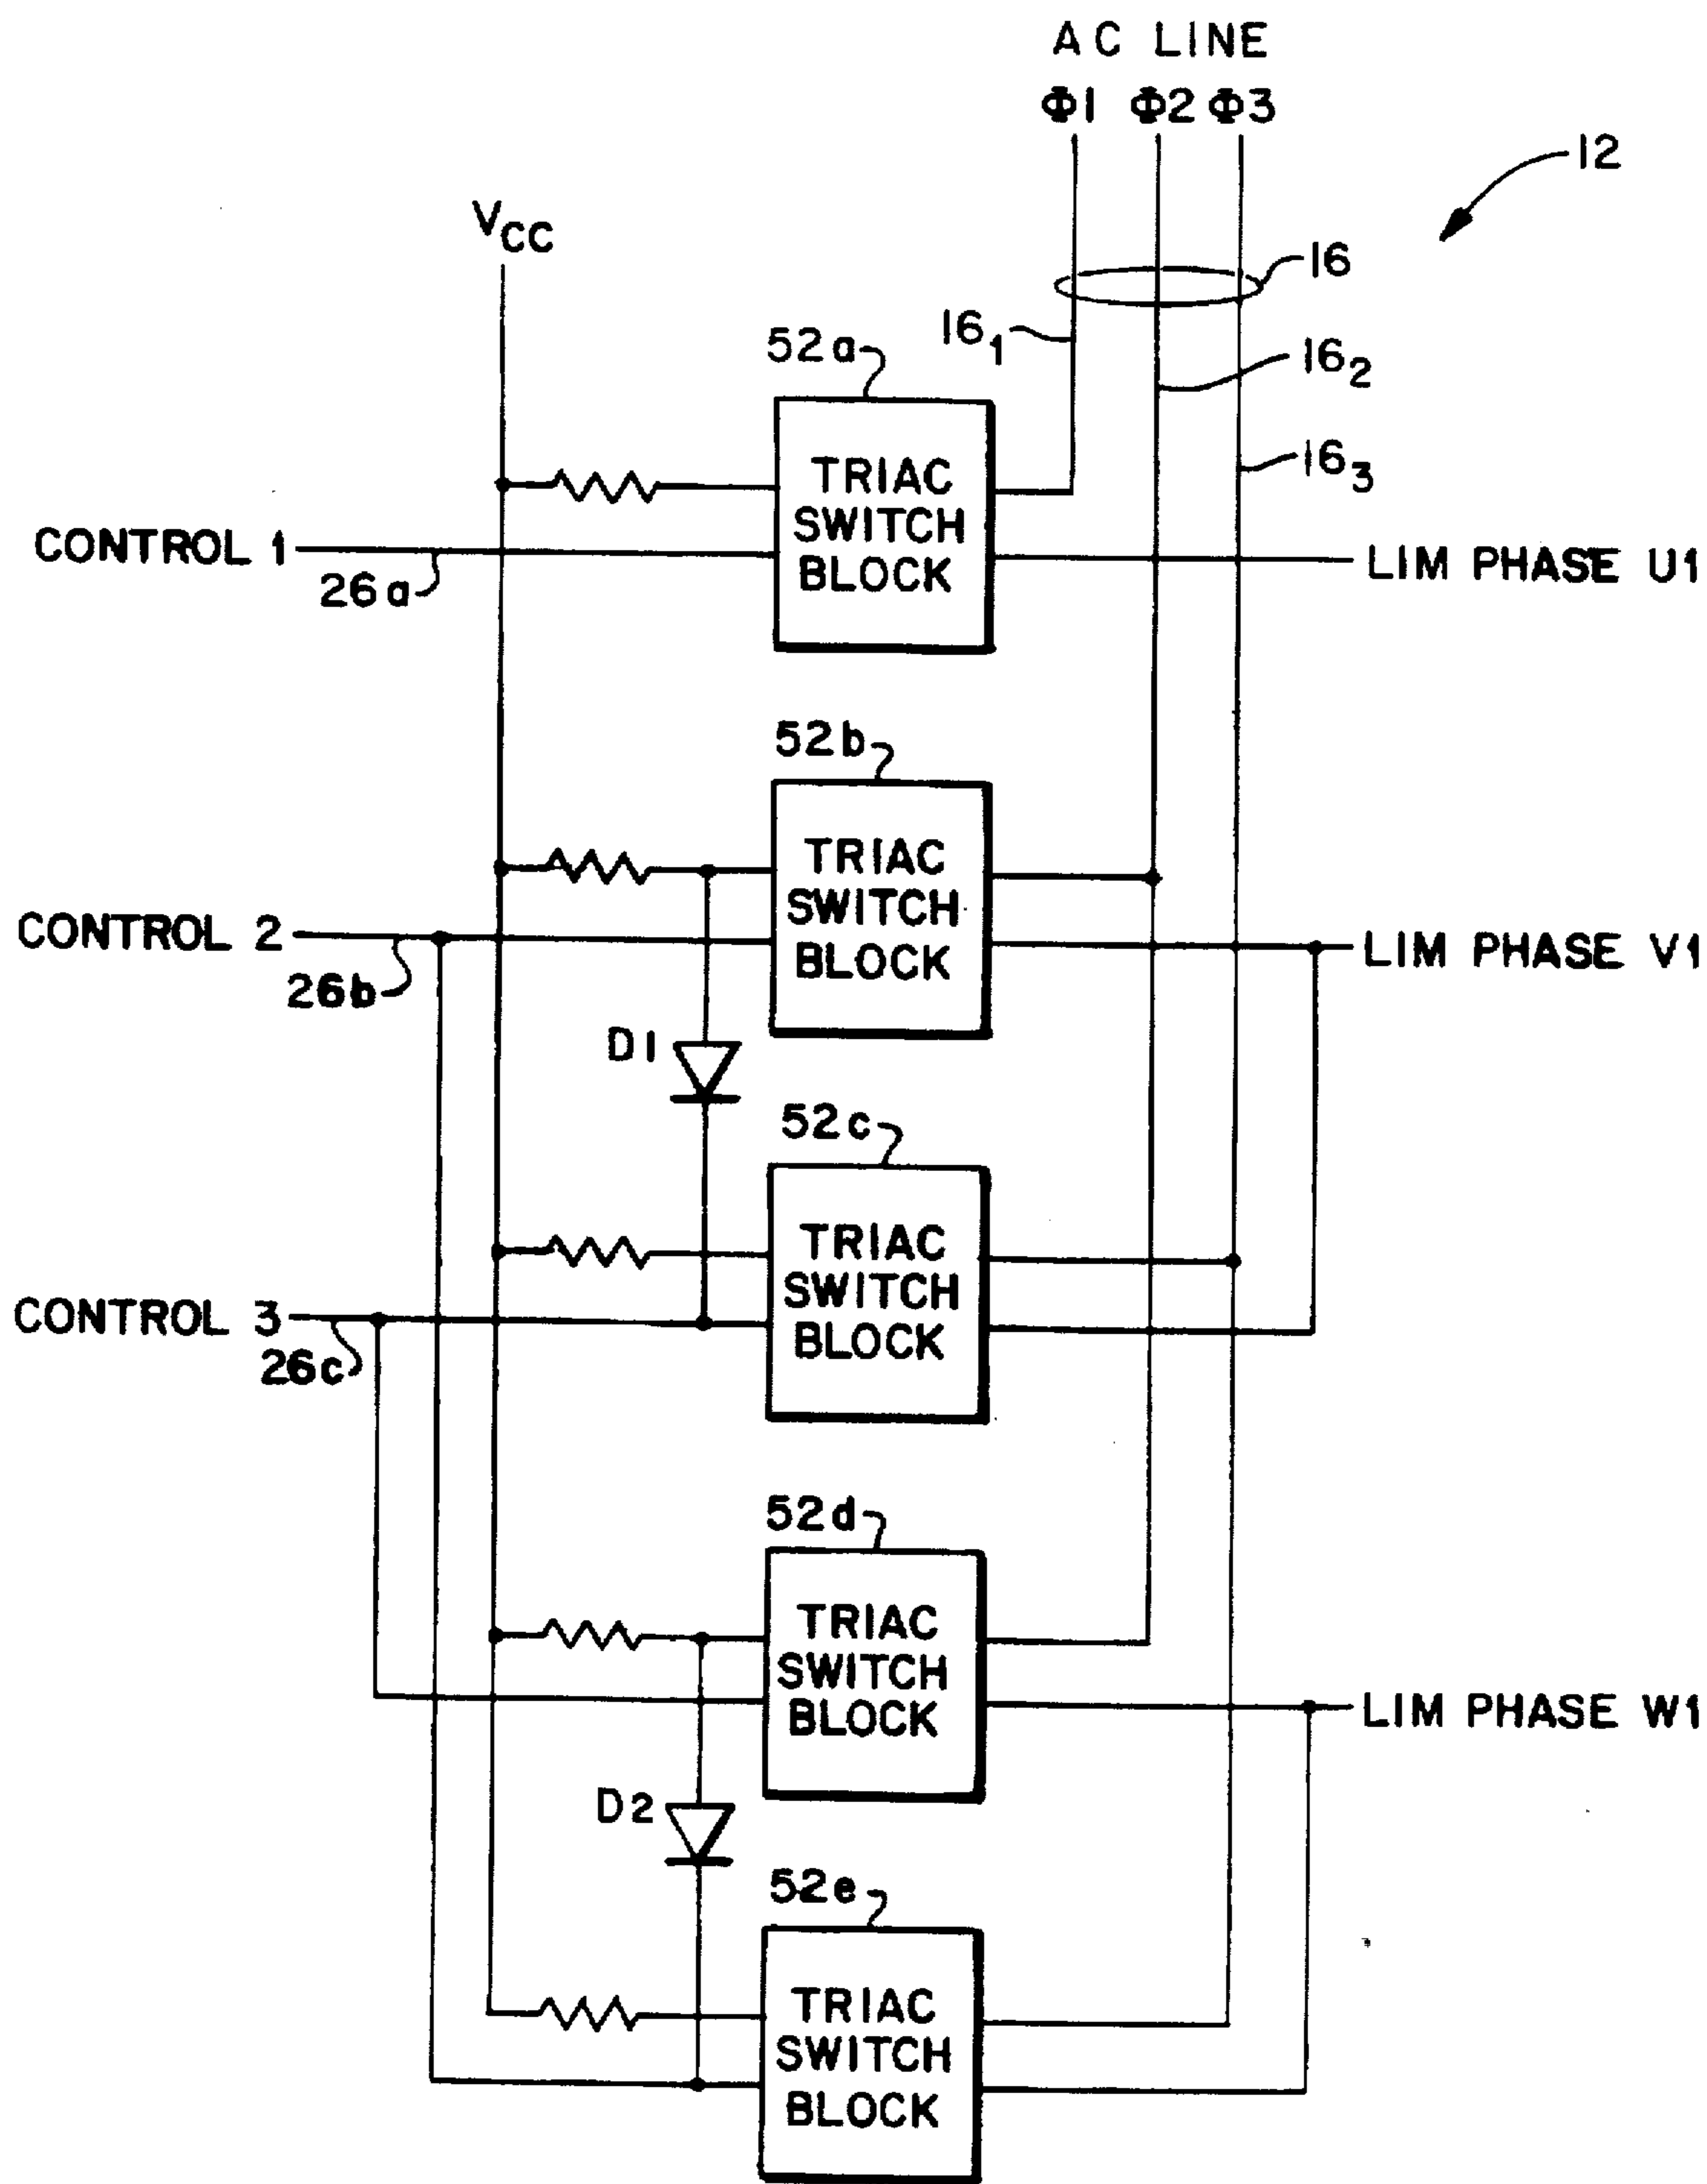 AC LINE
Φ1 Φ2 Φ3
12
VCC
16
16₁
52a
16₂
TRIAC
SWITCH
BLOCK
16₃
CONTROL 1
26a
LIM PHASE U1
52b
TRIAC
SWITCH
BLOCK
CONTROL 2
26b
LIM PHASE V1
D1
52c
TRIAC
SWITCH
BLOCK
CONTROL 3
26c
52d
TRIAC
SWITCH
BLOCK
LIM PHASE W1
D2
52e
TRIAC
SWITCH
BLOCK